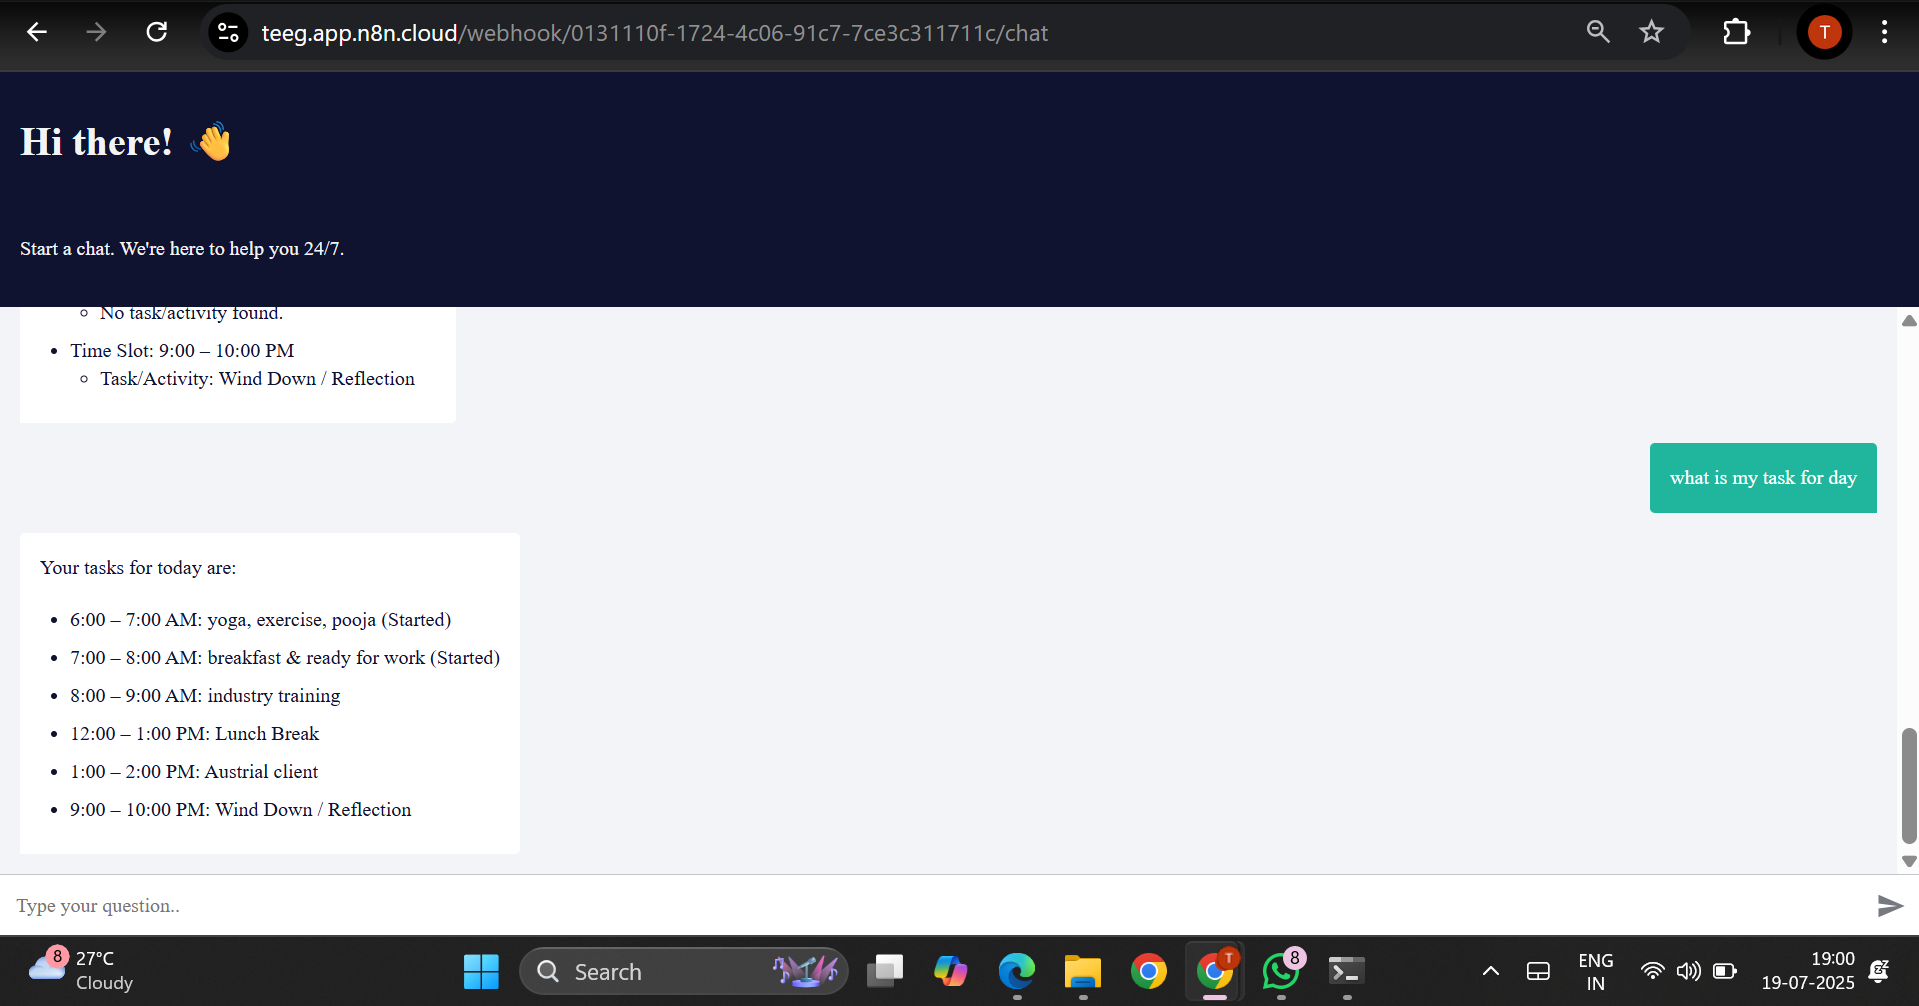 teeg.app.n8n.cloud/webhook/0131110f-1724-4c06-91c7-7ce3c311711c/chat
T
Hi there! 👋
Start a chat. We're here to help you 24/7.
No task/activity found.
Time Slot: 9:00 – 10:00 PM
Task/Activity: Wind Down / Reflection
what is my task for day
Your tasks for today are:
6:00 – 7:00 AM: yoga, exercise, pooja (Started)
7:00 – 8:00 AM: breakfast & ready for work (Started)
8:00 – 9:00 AM: industry training
12:00 – 1:00 PM: Lunch Break
1:00 – 2:00 PM: Austrial client
9:00 – 10:00 PM: Wind Down / Reflection
Type your question..
8
27°C
Cloudy
Search
T
8
ENG
IN
19:00
19-07-2025